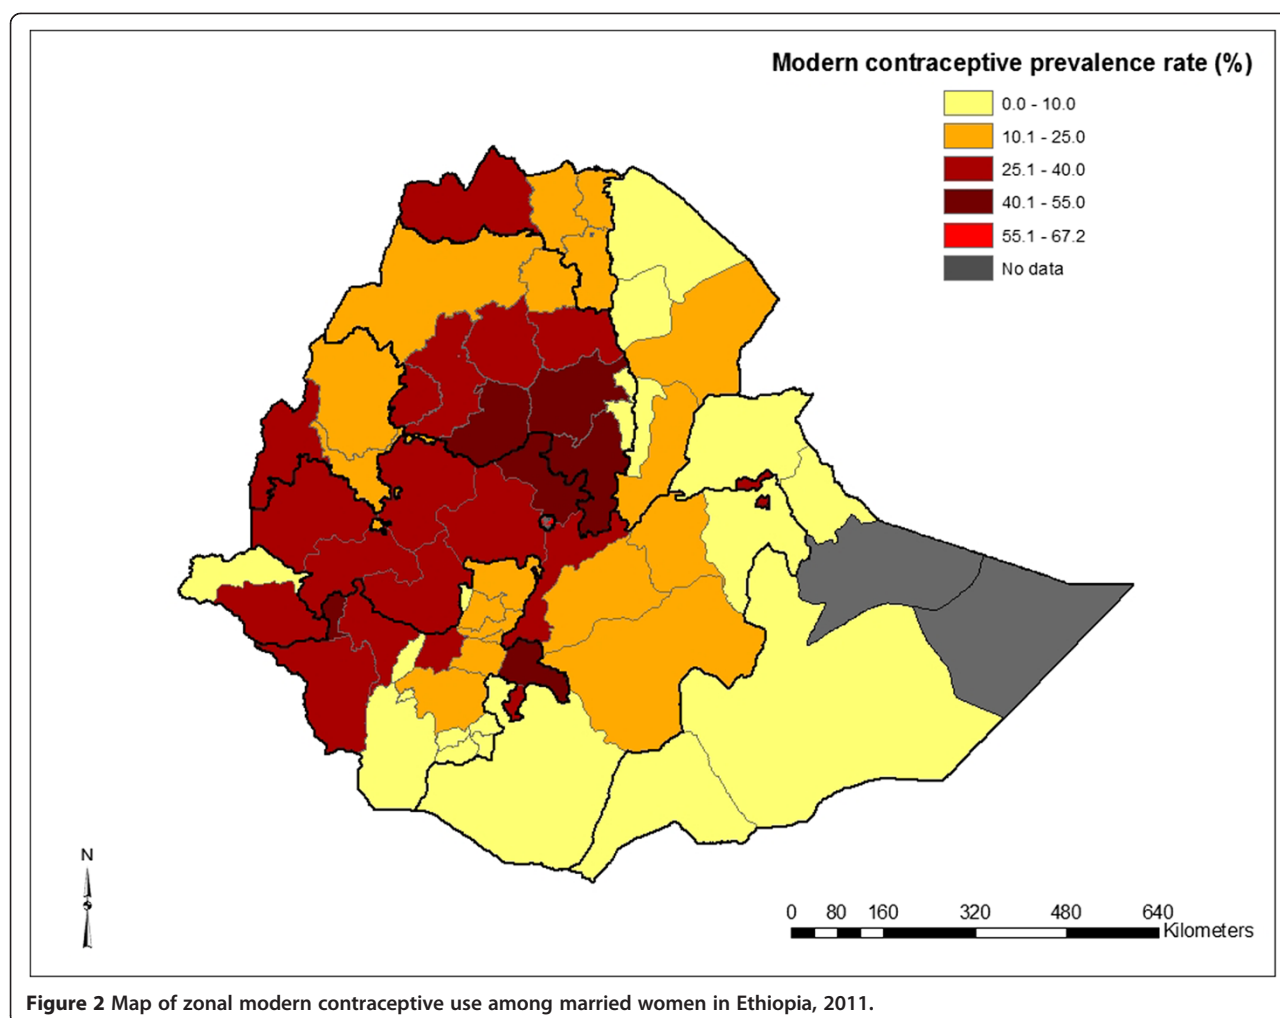 Modern contraceptive prevalence rate (%)
0.0 - 10.0
10.1 - 25.0
25.1 - 40.0
40.1 - 55.0
55.1 - 67.2
No data
N
0 80 160 320 480 640
Kilometers
Figure 2 Map of zonal modern contraceptive use among married women in Ethiopia, 2011.